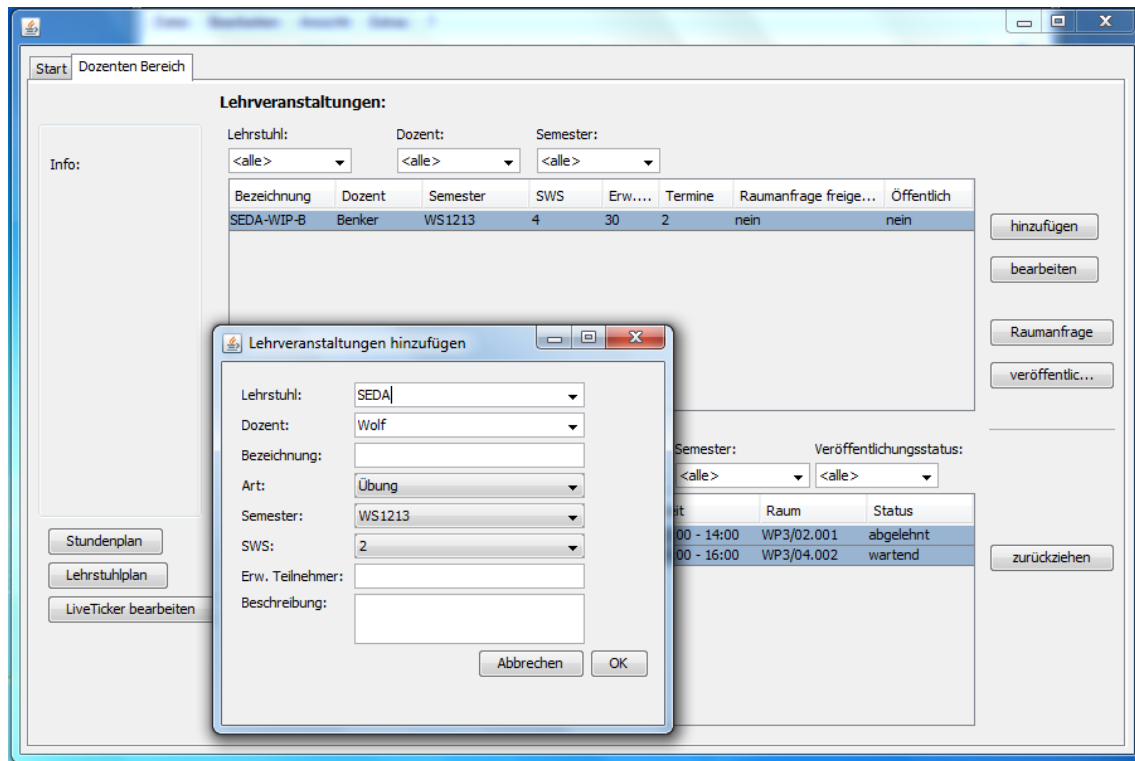 Start Dozenten Bereich
Lehrveranstaltungen:
Info:
Lehrstuhl: Dozent: Semester:
<alle> <alle> <alle>
Bezeichnung Dozent Semester SWS Erw.... Termine Raumanfrage freige... Öffentlich
SEDA-WIP-B Benker WS1213 4 30 2 nein nein
hinzufügen
bearbeiten
Raumanfrage
veröffentlic...
Semester: Veröffentlichungsstatus:
<alle> <alle>
Raum Status
00 - 14:00 WP3/02.001 abgelehnt
00 - 16:00 WP3/04.002 wartend
zurückziehen
Stundenplan
Lehrstuhlplan
LiveTicker bearbeiten
Lehrveranstaltungen hinzufügen
Lehrstuhl: SEDA
Dozent: Wolf
Bezeichnung:
Art: Übung
Semester: WS1213
SWS: 2
Erw. Teilnehmer:
Beschreibung:
Abbrechen OK